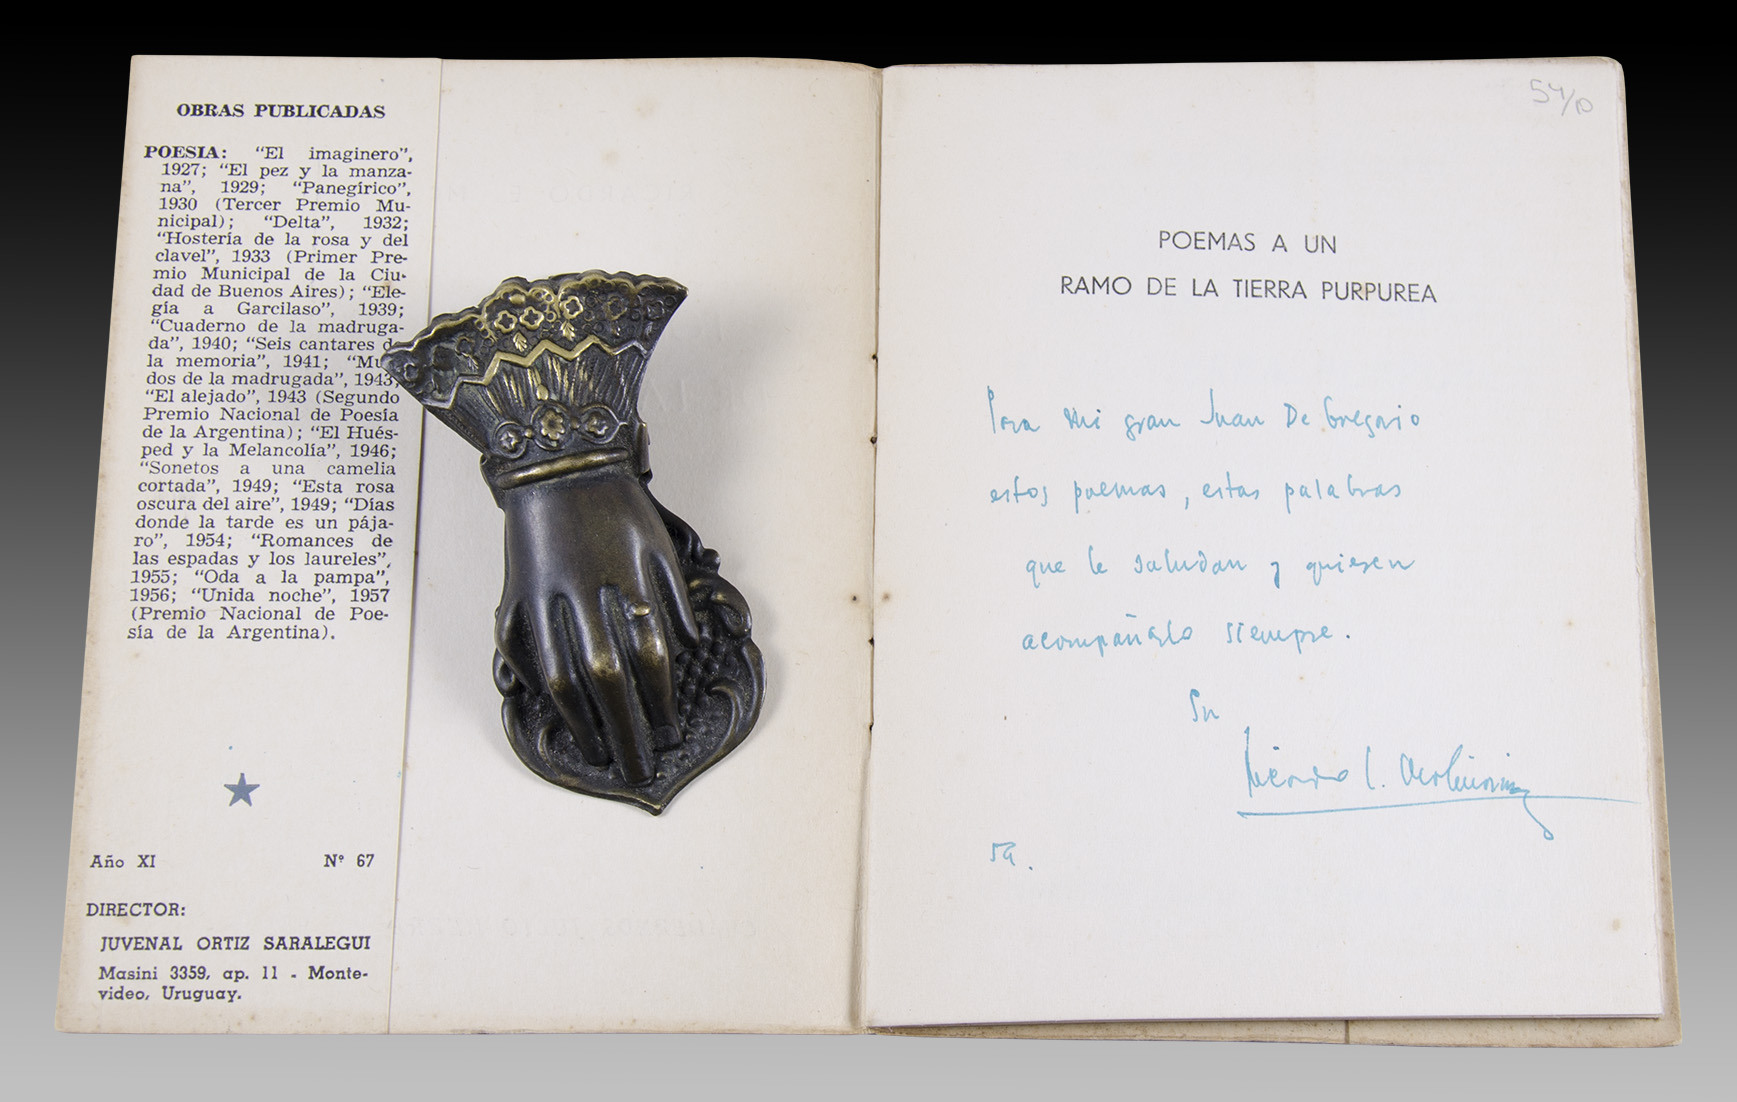 OBRAS PUBLICADAS
POESIA: "El imaginero",
1927; "El pez y la manza-
na", 1929; "Panegírico",
1930 (Tercer Premio Mu-
nicipal); "Delta", 1932;
"Hostería de la rosa y del
clavel", 1933 (Primer Pre-
mio Municipal de la Ciu-
dad de Buenos Aires); "Ele-
gía a Garcilaso", 1939;
"Cuaderno de la madruga-
da", 1940; "Seis cantares
la memoria", 1941;
dos de la madrugada", 1943;
"El alejado", 1943 (Segundo
Premio Nacional de Poesía
de la Argentina); "El Hués-
ped y la Melancolía", 1946;
"Sonetos a una camelia
cortada", 1949; "Esta rosa
oscura del aire", 1949; "Días
donde la tarde es un pája-
ro", 1954; "Romances de
las espadas y los laureles",
1955; "Oda a la pampa",
1956; "Unida noche", 1957
(Premio Nacional de Poe-
sía de la Argentina).
Año XI Nº 67
DIRECTOR:
JUVENAL ORTIZ SARALEGUI
Masini 3359, ap. 11 - Monte-
video, Uruguay.
54/10
POEMAS A UN
RAMO DE LA TIERRA PURPUREA
Para mi gran Juan De Gregorio
estos poemas, estas palabras
que le saludan y quieren
acompañarlo siempre.
Su
Ricardo E. Molinari
59.